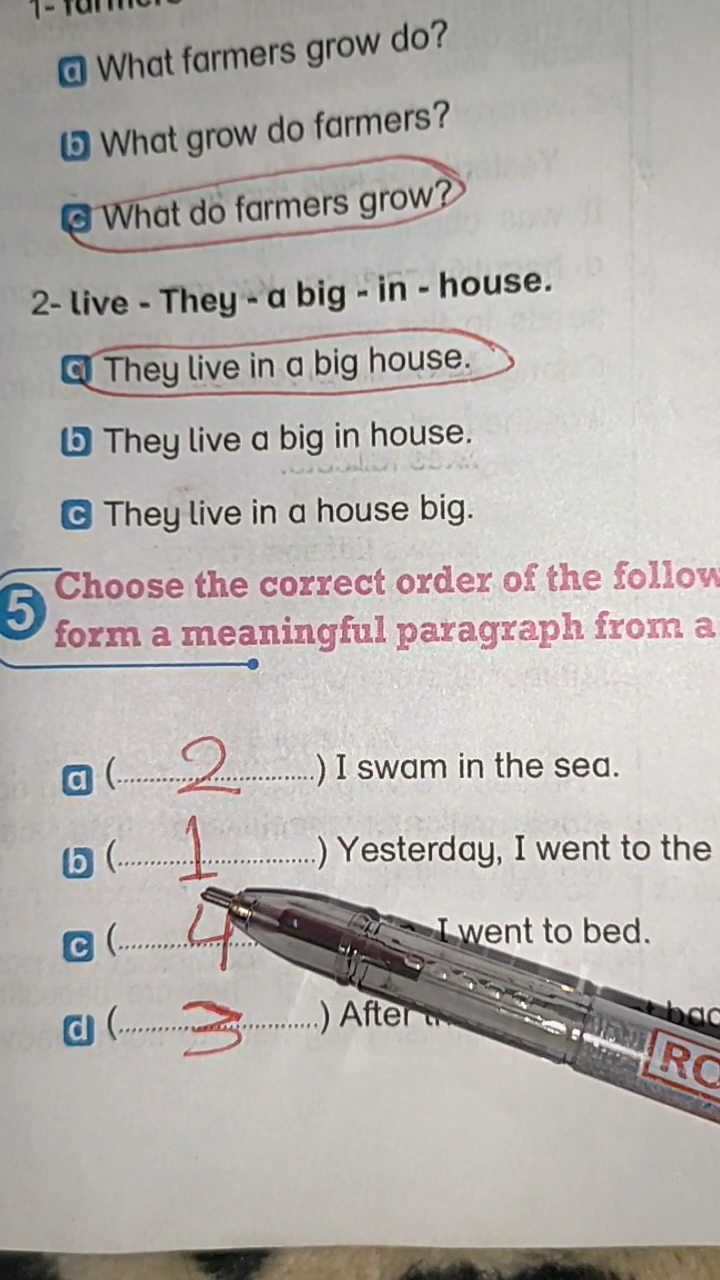 a What farmers grow do?
b What grow do farmers?
c What do farmers grow?
2- live - They - a big - in - house.
a They live in a big house.
b They live a big in house.
c They live in a house big.
5 Choose the correct order of the follow
form a meaningful paragraph from a
a (.....2.....) I swam in the sea.
b (.....1.....) Yesterday, I went to the
c (.....4..... I went to bed.
d (.....3.....) After
RO